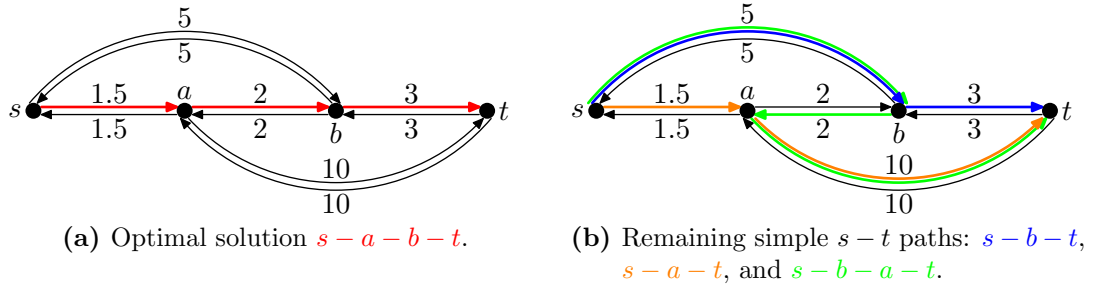 5
5
s
1.5
1.5
a
2
2
b
3
3
t
10
10
(a) Optimal solution s − a − b − t.
5
5
s
1.5
1.5
a
2
2
b
3
3
t
10
10
(b) Remaining simple s − t paths: s − b − t,
s − a − t, and s − b − a − t.